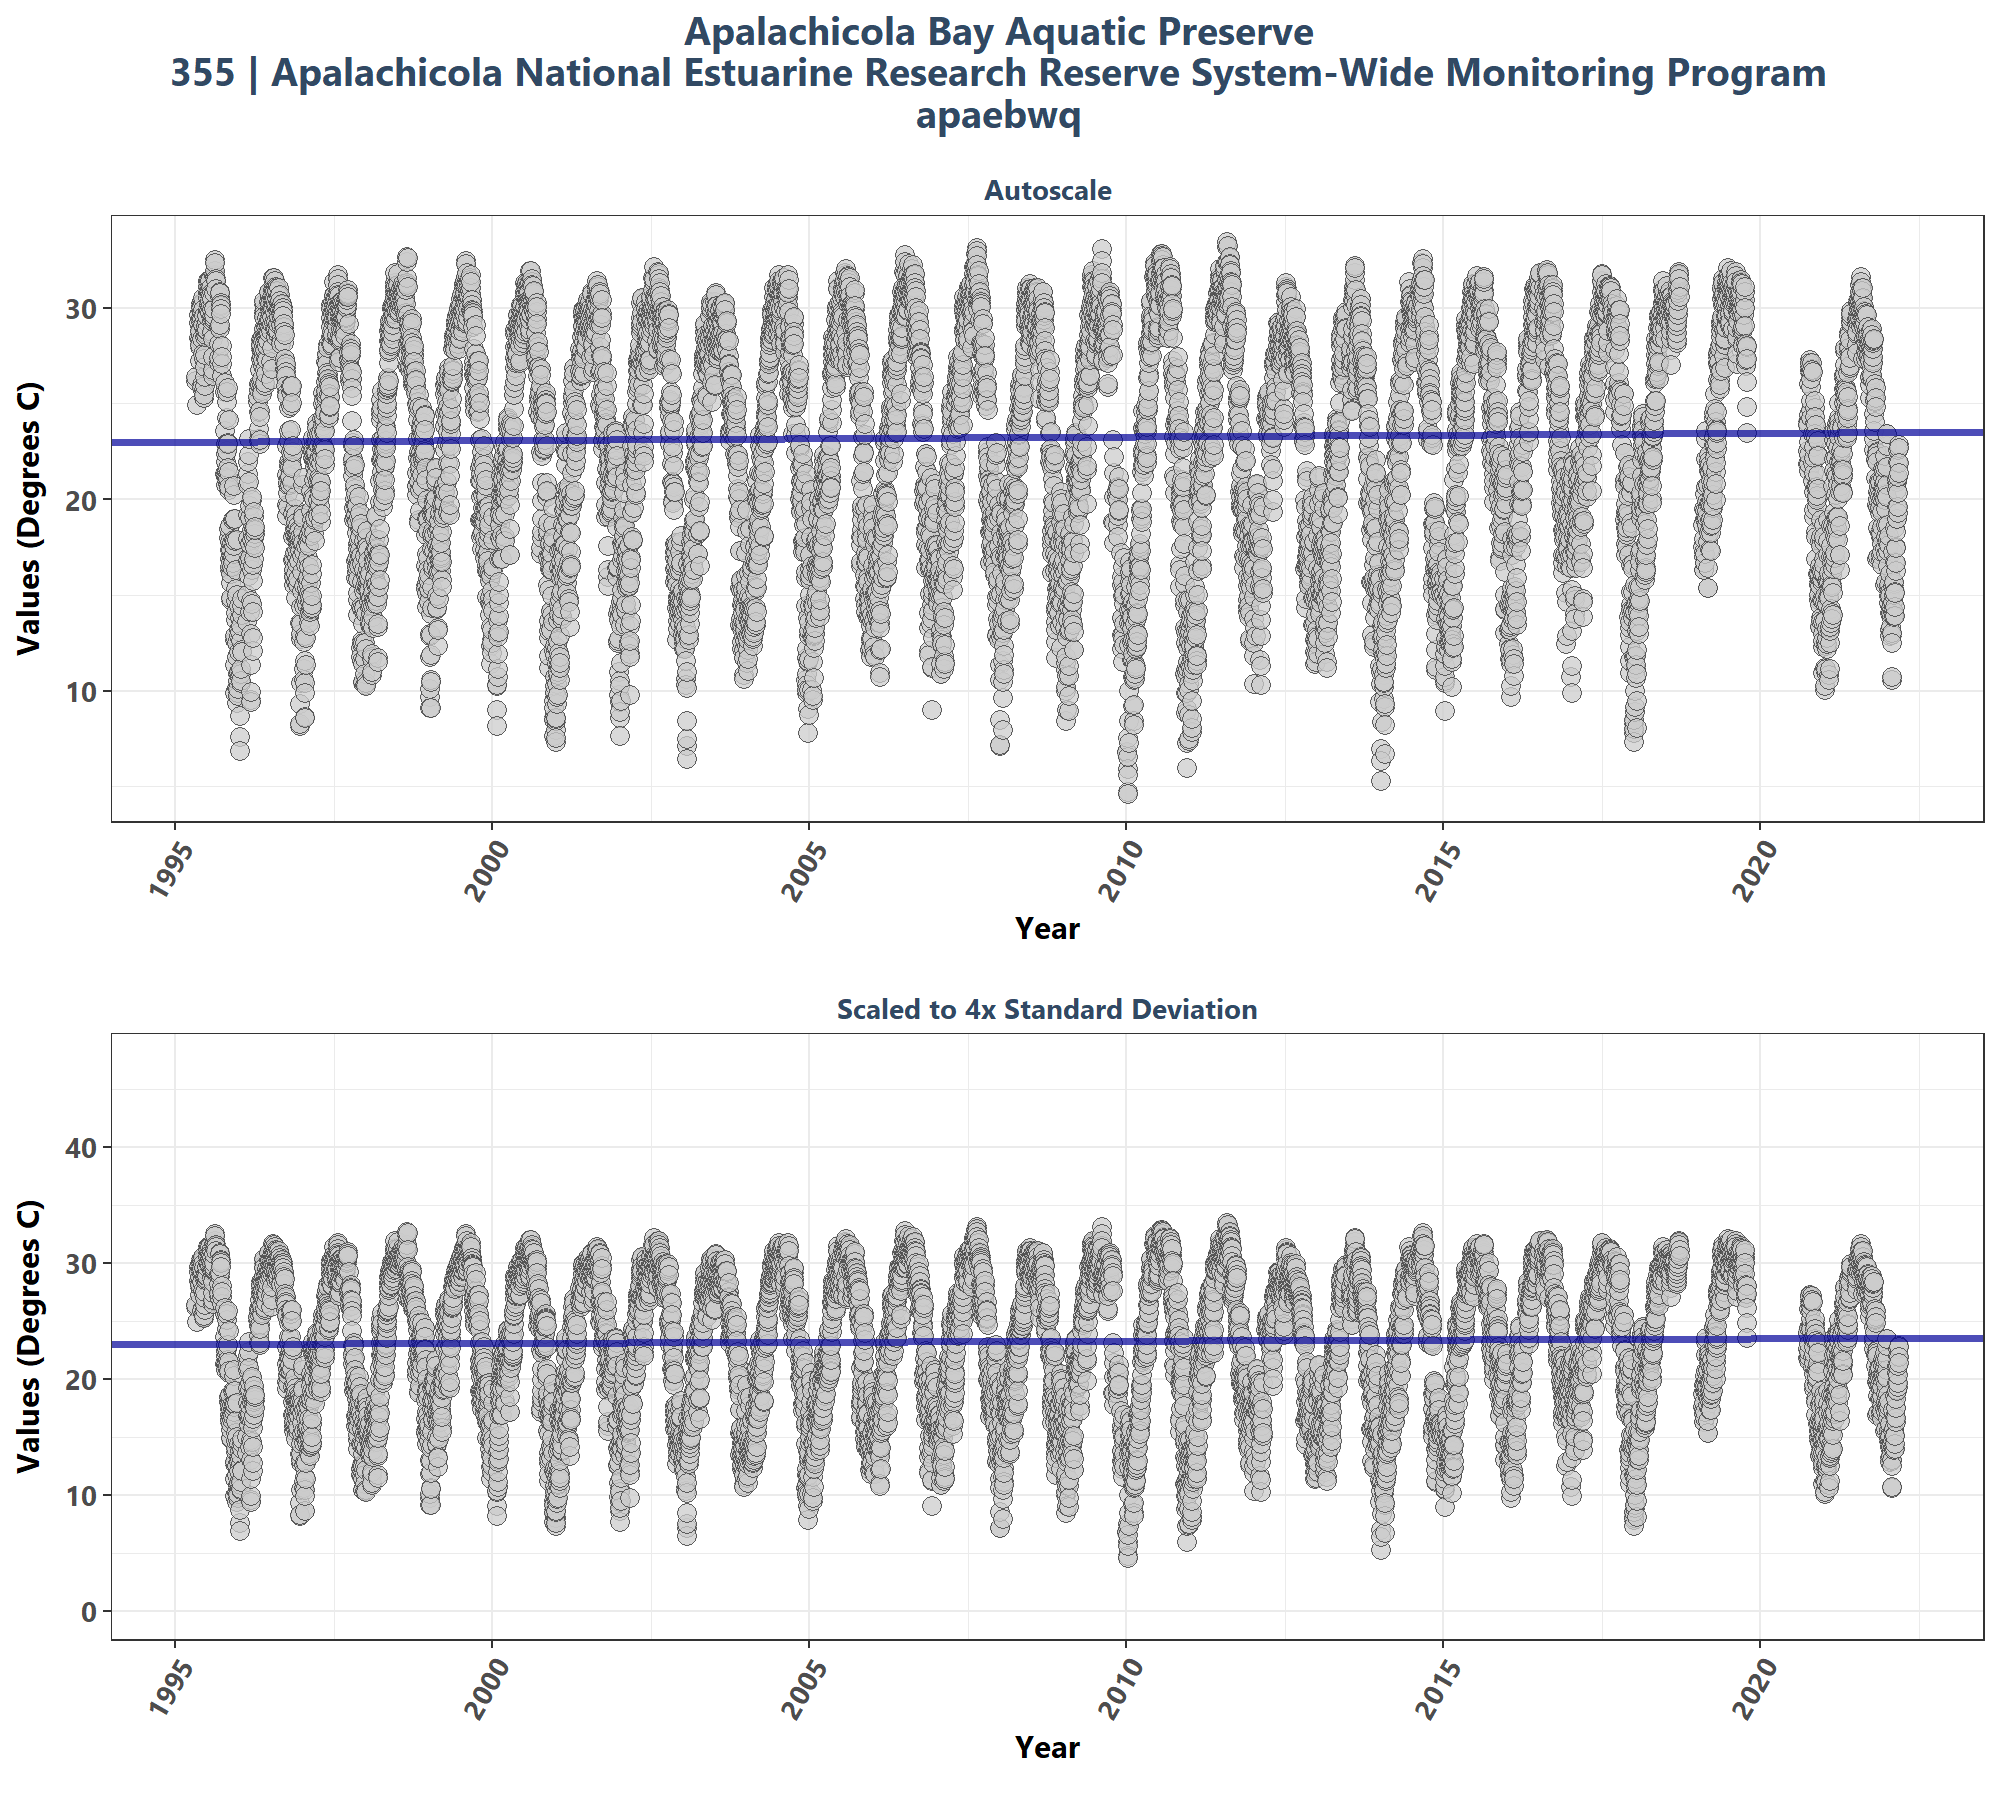 Apalachicola Bay Aquatic Preserve
355 | Apalachicola National Estuarine Research Reserve System-Wide Monitoring Program
apaebwq
Autoscale
Values (Degrees C)
30
20
10
1995
2000
2005
2010
2015
2020
Year
Scaled to 4x Standard Deviation
Values (Degrees C)
40
30
20
10
0
1995
2000
2005
2010
2015
2020
Year